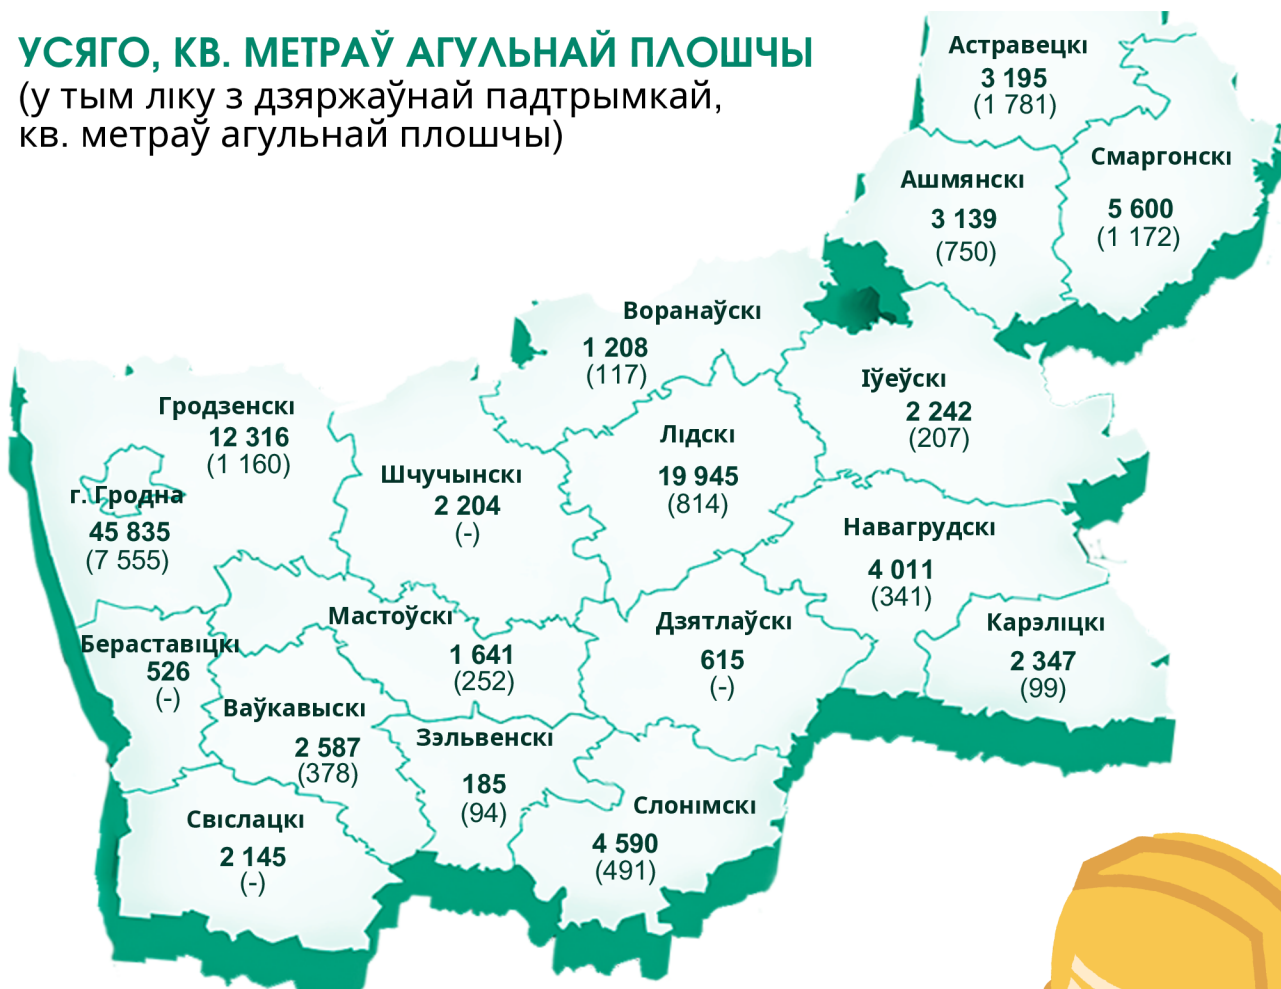 УСЯГО, КВ. МЕТРАЎ АГУЛЬНАЙ ПЛОШЧЫ
(у тым ліку з дзяржаўнай падтрымкай,
кв. метраў агульнай плошчы)
Астравецкі
3 195
(1 781)
Смаргонскі
5 600
(1 172)
Ашмянскі
3 139
(750)
Воранаўскі
1 208
(117)
Іўеўскі
2 242
(207)
Гродзенскі
12 316
(1 160)
г. Гродна
45 835
(7 555)
Шчучынскі
2 204
(-)
Лідскі
19 945
(814)
Навагрудскі
4 011
(341)
Карэліцкі
2 347
(99)
Дзятлаўскі
615
(-)
Мастоўскі
1 641
(252)
Бераставіцкі
526
(-)
Ваўкавыскі
2 587
(378)
Зэльвенскі
185
(94)
Слонімскі
4 590
(491)
Свіслацкі
2 145
(-)